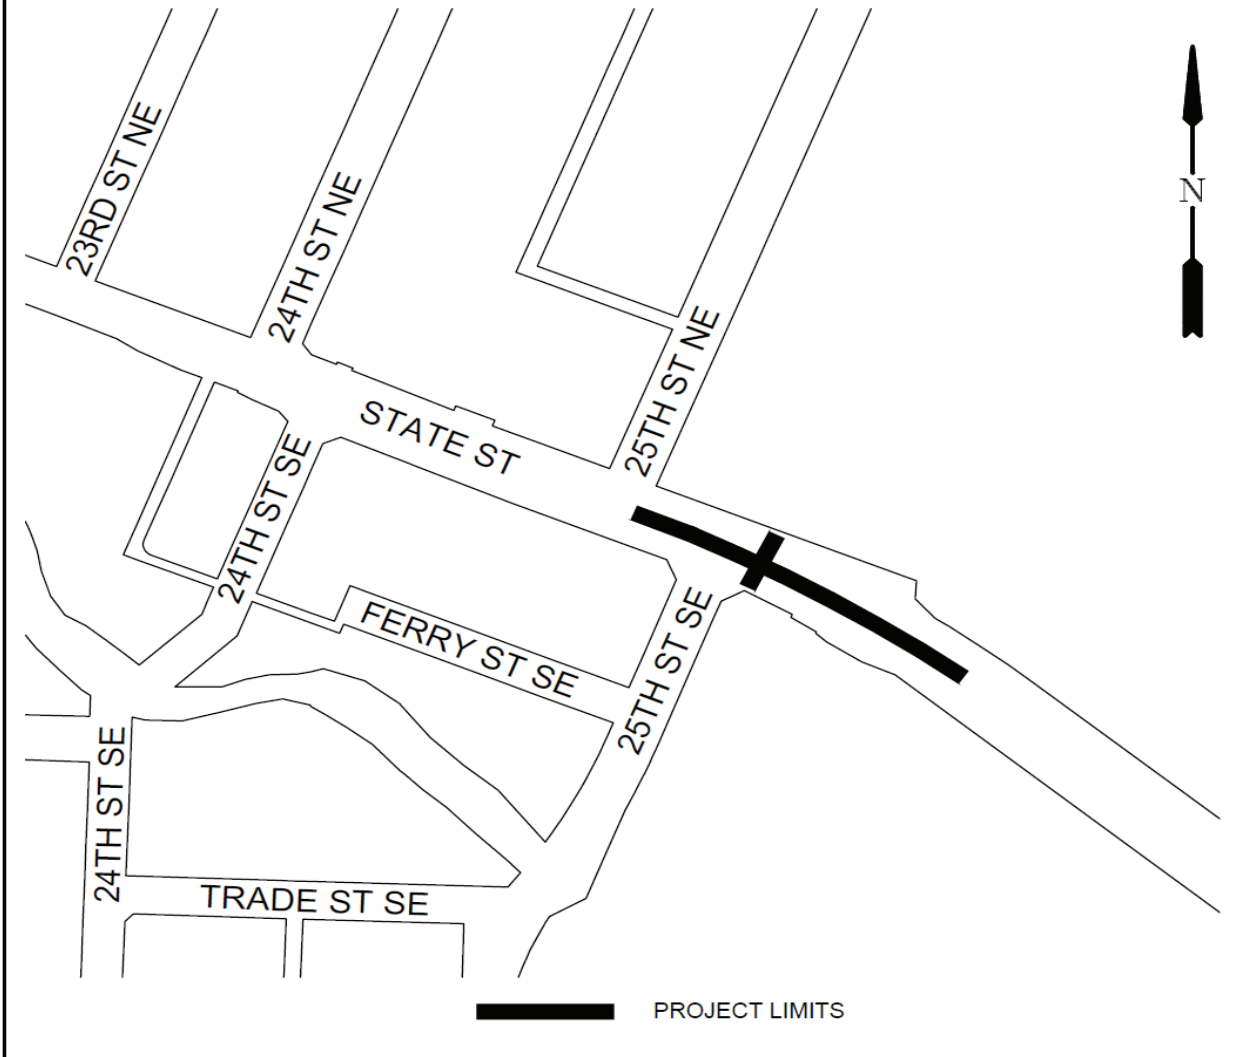 23RD ST NE
24TH ST NE
N
25TH ST NE
STATE ST
24TH ST SE
FERRY ST SE
25TH ST SE
24TH ST SE
TRADE ST SE
PROJECT LIMITS